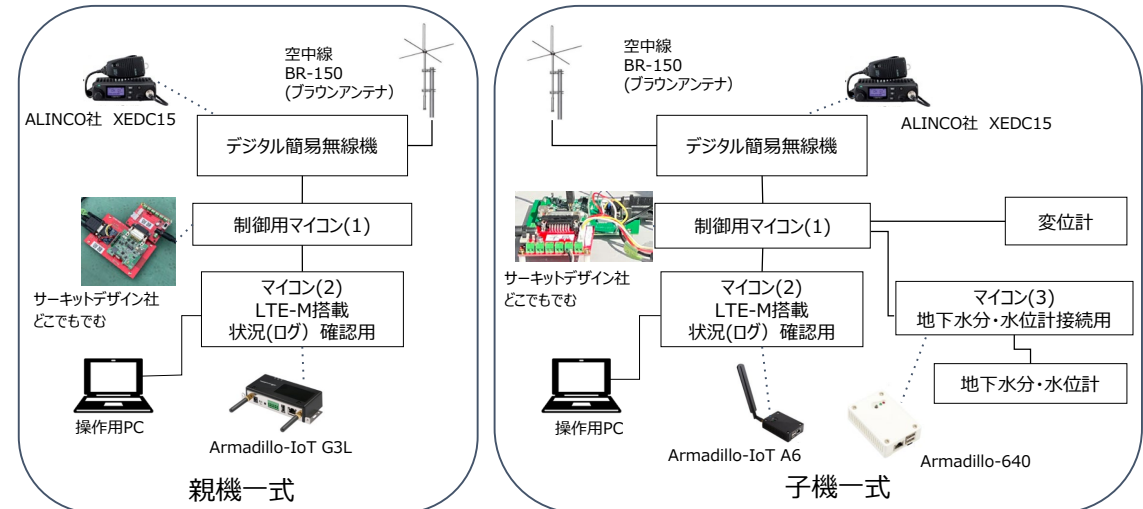 空中線
BR-150
(ブラウンアンテナ)
ALINCO社 XEDC15
デジタル簡易無線機
制御用マイコン(1)
サーキットデザイン社
どこでもでむ
マイコン(2)
LTE-M搭載
状況(ログ) 確認用
操作用PC
Armadillo-IoT G3L
親機一式
空中線
BR-150
(ブラウンアンテナ)
ALINCO社 XEDC15
デジタル簡易無線機
制御用マイコン(1)
変位計
サーキットデザイン社
どこでもでむ
マイコン(2)
LTE-M搭載
状況(ログ) 確認用
マイコン(3)
地下水分・水位計接続用
地下水分・水位計
操作用PC
Armadillo-IoT A6
Armadillo-640
子機一式